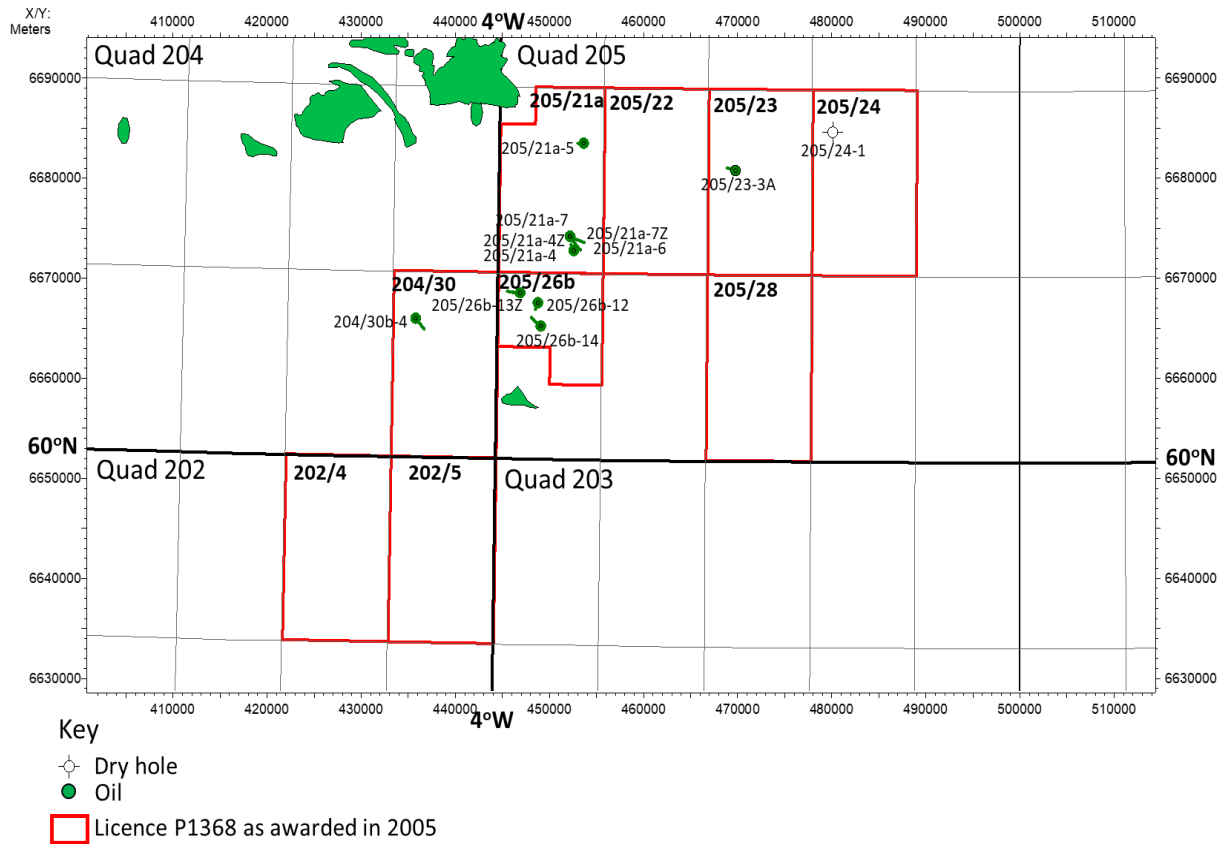 X/Y:
Meters
410000 420000 430000 440000 4ºW 450000 460000 470000 480000 490000 500000 510000
Quad 204
Quad 205
6690000
6690000
205/21a
205/22
205/23
205/24
205/21a-5
205/24-1
6680000
6680000
205/23-3A
205/21a-7
205/21a-7Z
205/21a-4Z
205/21a-6
205/21a-4
6670000
6670000
204/30
205/26b
205/28
205/26b-13Z
205/26b-12
204/30b-4
205/26b-14
6660000
6660000
60ºN
60ºN
Quad 202
202/4
202/5
Quad 203
6650000
6650000
6640000
6640000
6630000
6630000
410000 420000 430000 440000 450000 460000 470000 480000 490000 500000 510000
4ºW
Key
Dry hole
Oil
Licence P1368 as awarded in 2005